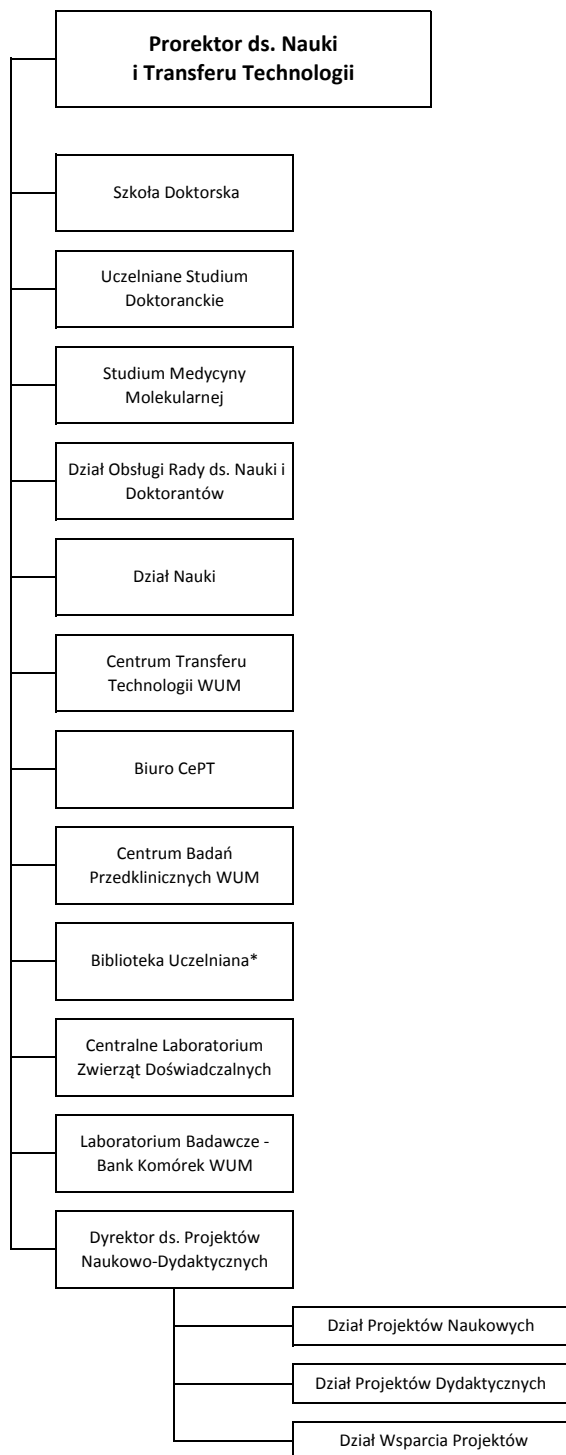 Prorektor ds. Nauki
i Transferu Technologii
Szkoła Doktorska
Uczelniane Studium
Doktoranckie
Studium Medycyny
Molekularnej
Dział Obsługi Rady ds. Nauki i
Doktorantów
Dział Nauki
Centrum Transferu
Technologii WUM
Biuro CePT
Centrum Badań
Przedklinicznych WUM
Biblioteka Uczelniana*
Centralne Laboratorium
Zwierząt Doświadczalnych
Laboratorium Badawcze -
Bank Komórek WUM
Dyrektor ds. Projektów
Naukowo-Dydaktycznych
Dział Projektów Naukowych
Dział Projektów Dydaktycznych
Dział Wsparcia Projektów